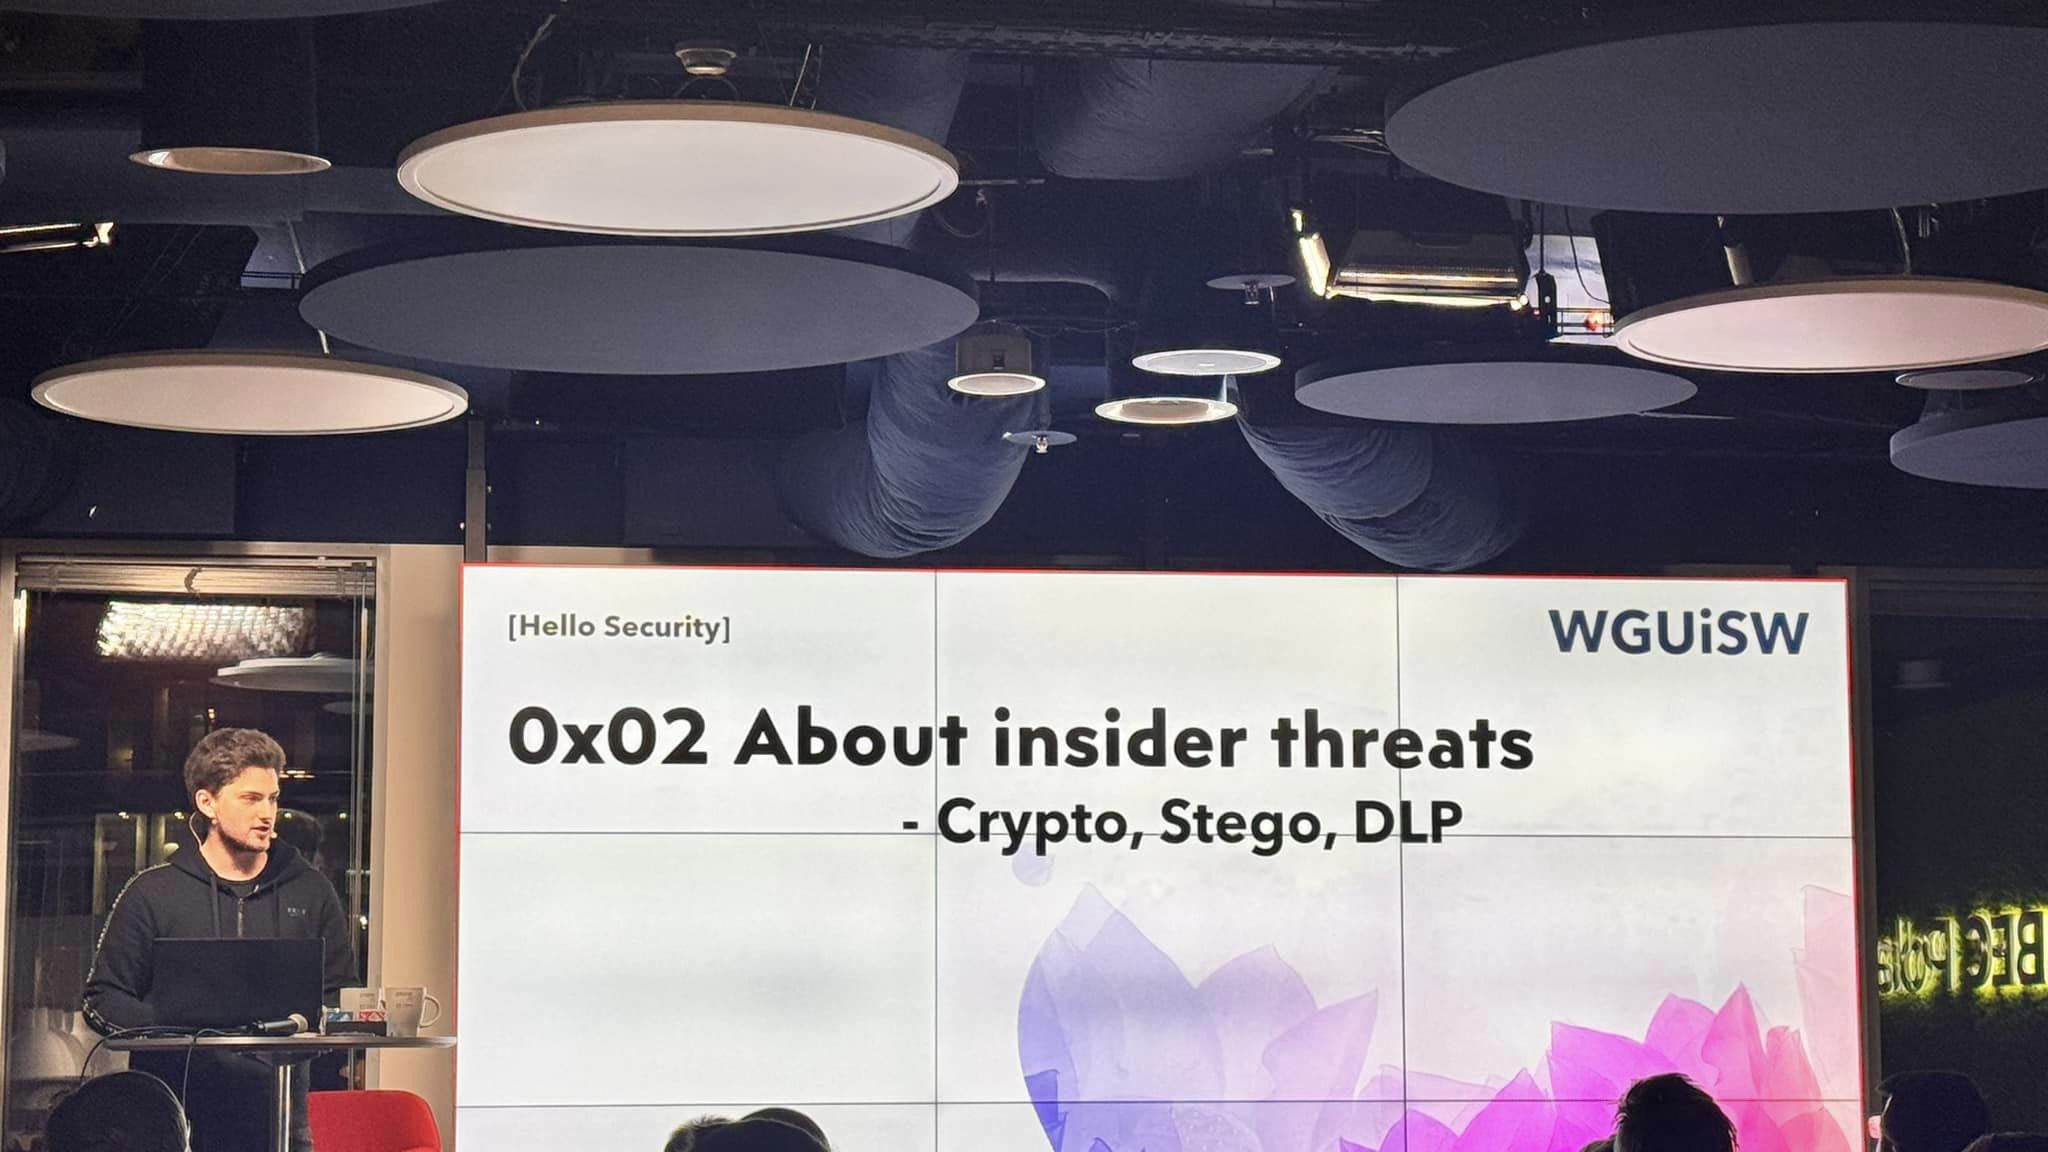 [Hello Security]
WGUiSW
0x02 About insider threats
- Crypto, Stego, DLP